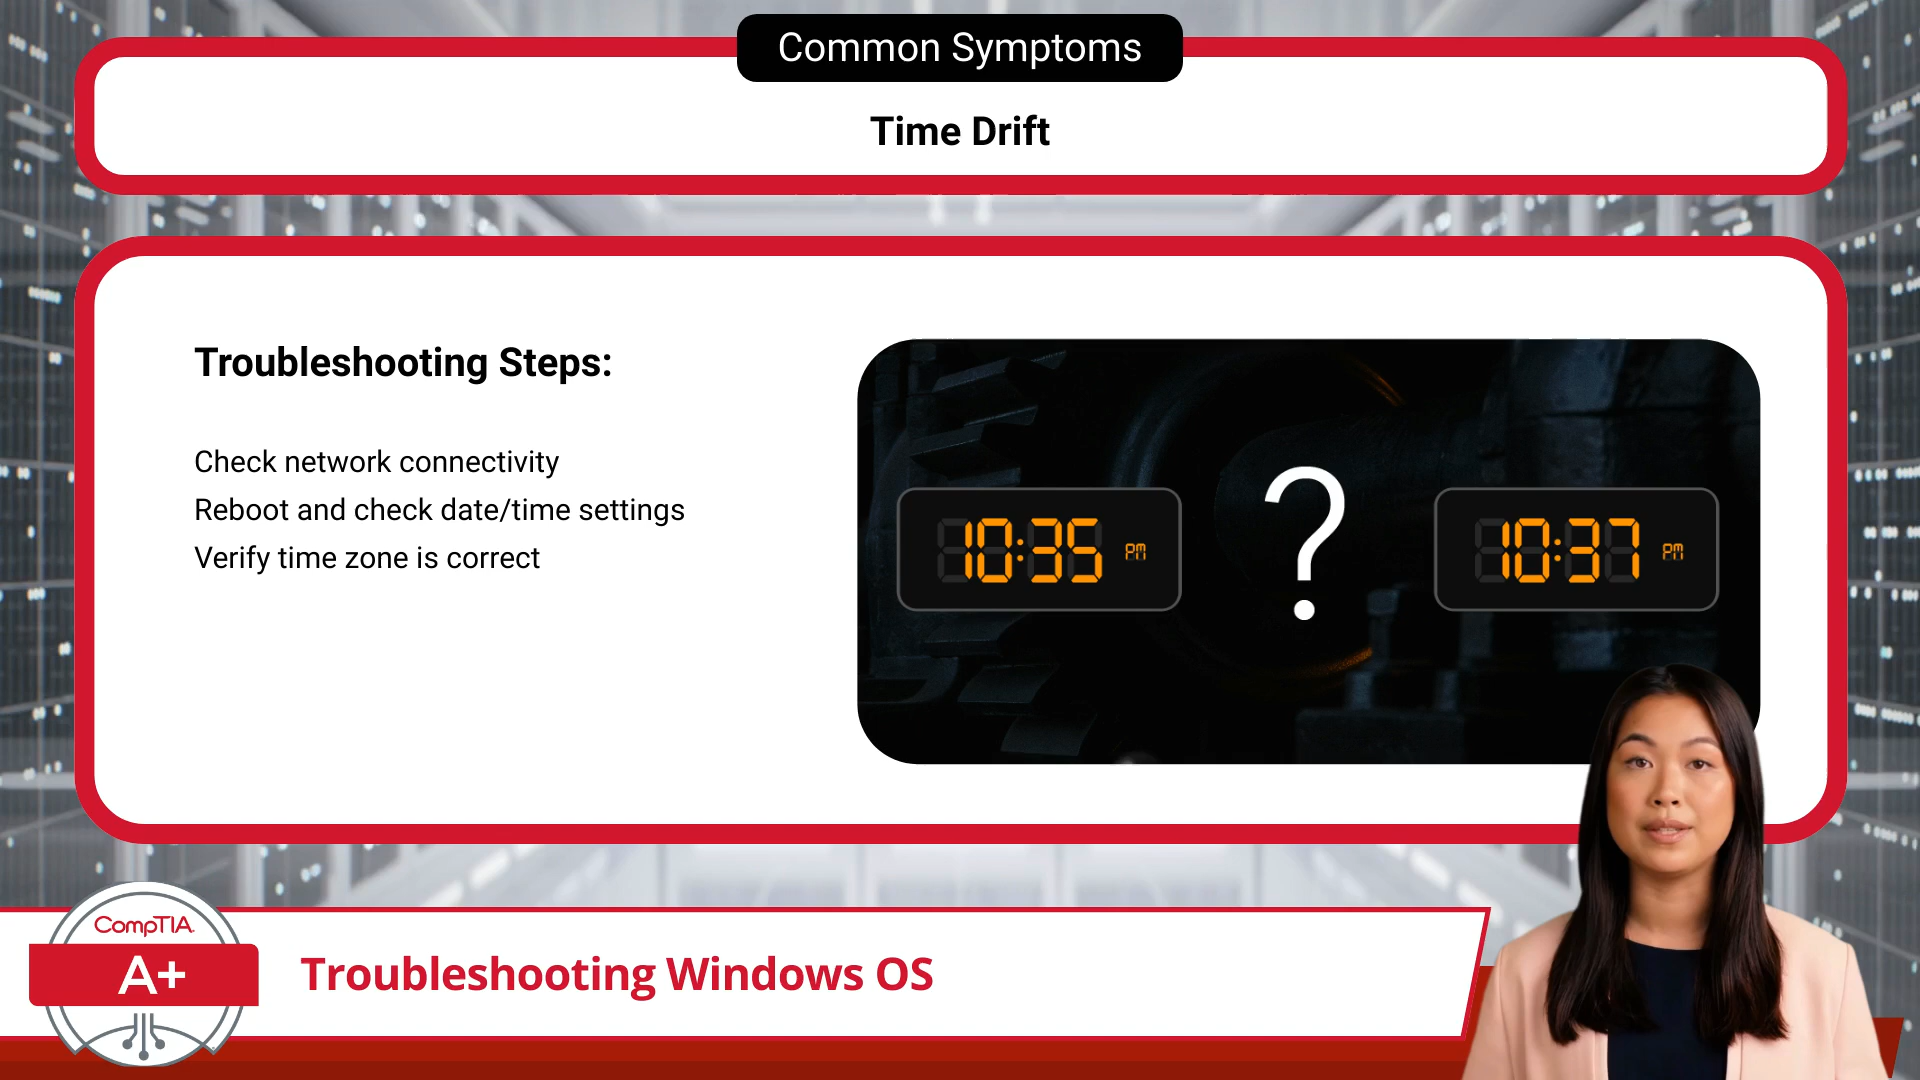 Common Symptoms
Time Drift
Troubleshooting Steps:
Check network connectivity
Reboot and check date/time settings
Verify time zone is correct
10:35 PM
?
10:37 PM
CompTIA.
A+
Troubleshooting Windows OS